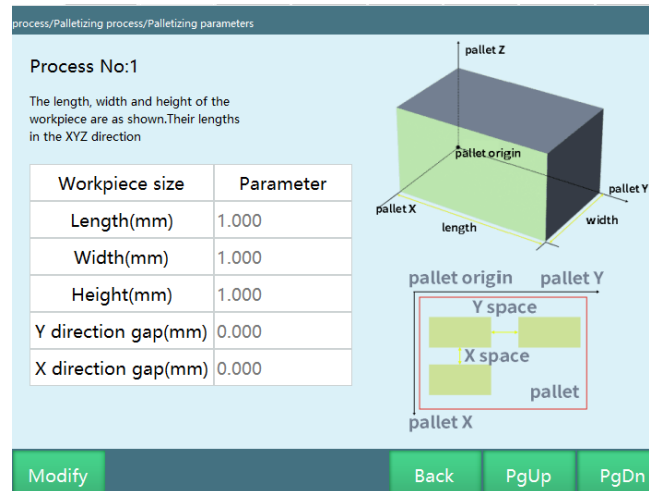 process/Palletizing process/Palletizing parameters
Process No:1
The length, width and height of the
workpiece are as shown.Their lengths
in the XYZ direction
Workpiece size Parameter
Length(mm) 1.000
Width(mm) 1.000
Height(mm) 1.000
Y direction gap(mm) 0.000
X direction gap(mm) 0.000
pallet Z
pallet origin
pallet Y
pallet X
length
width
pallet origin pallet Y
Y space
X space
pallet
pallet X
Modify Back PgUp PgDn